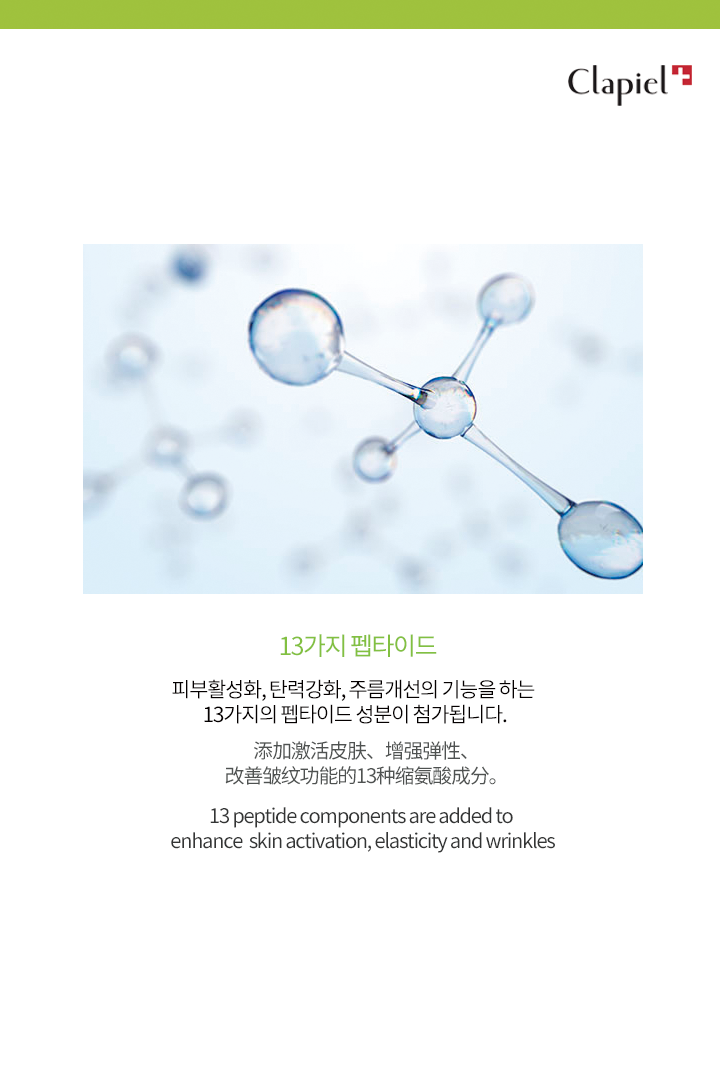 Clapiel
13가지 펩타이드
피부활성화, 탄력강화, 주름개선의 기능을 하는
13가지의 펩타이드 성분이 첨가됩니다.
添加激活皮肤、增强弹性、
改善皱纹功能的13种缩氨酸成分。
13 peptide components are added to
enhance skin activation, elasticity and wrinkles